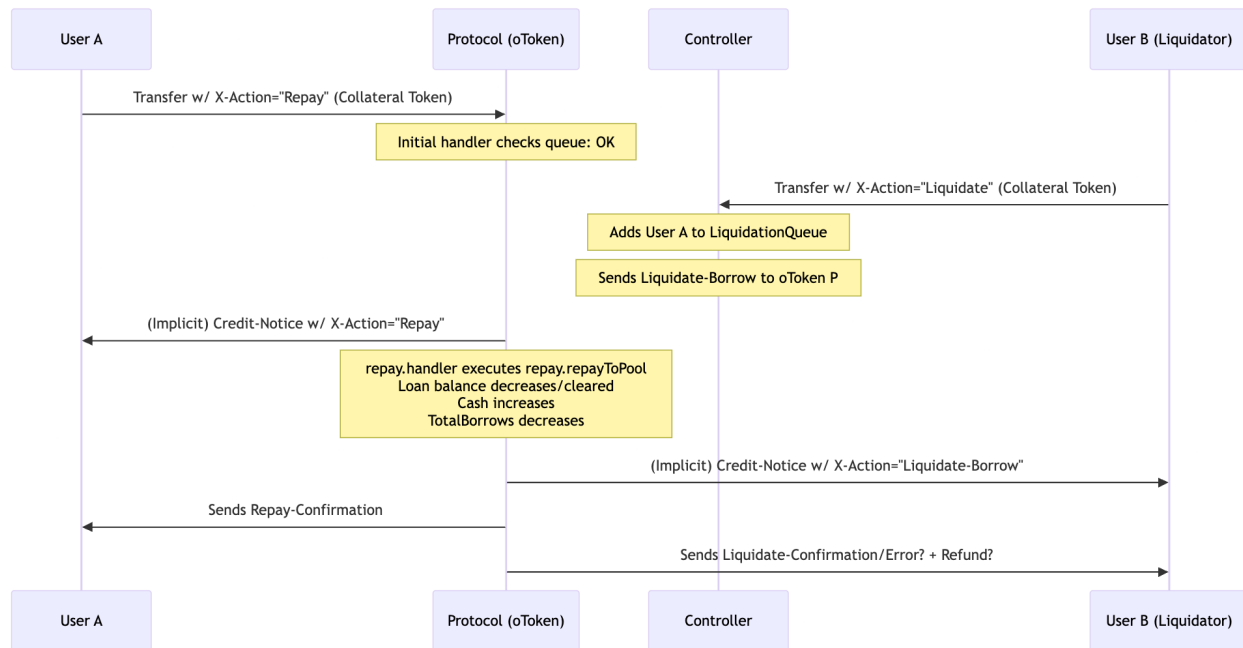 User A
Protocol (oToken)
Controller
User B (Liquidator)
Transfer w/ X-Action="Repay" (Collateral Token)
Initial handler checks queue: OK
Transfer w/ X-Action="Liquidate" (Collateral Token)
Adds User A to LiquidationQueue
Sends Liquidate-Borrow to oToken P
(Implicit) Credit-Notice w/ X-Action="Repay"
repay.handler executes repay.repayToPool
Loan balance decreases/cleared
Cash increases
TotalBorrows decreases
(Implicit) Credit-Notice w/ X-Action="Liquidate-Borrow"
Sends Repay-Confirmation
Sends Liquidate-Confirmation/Error? + Refund?
User A
Protocol (oToken)
Controller
User B (Liquidator)